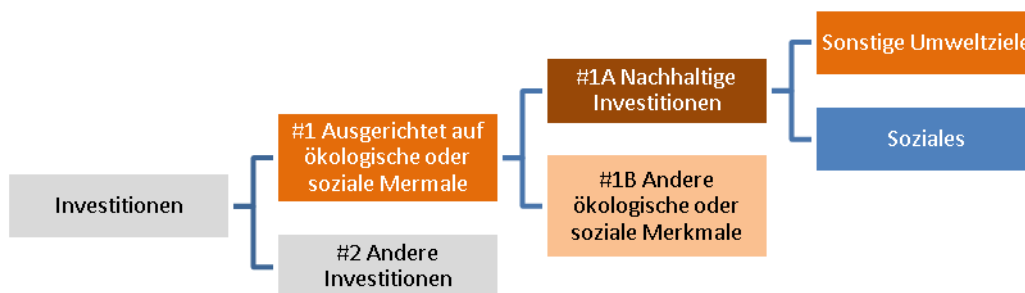 Investitionen
#1 Ausgerichtet auf
ökologische oder
soziale Mermale
#2 Andere
Investitionen
#1A Nachhaltige
Investitionen
#1B Andere
ökologische oder
soziale Merkmale
Sonstige Umweltziele
Soziales